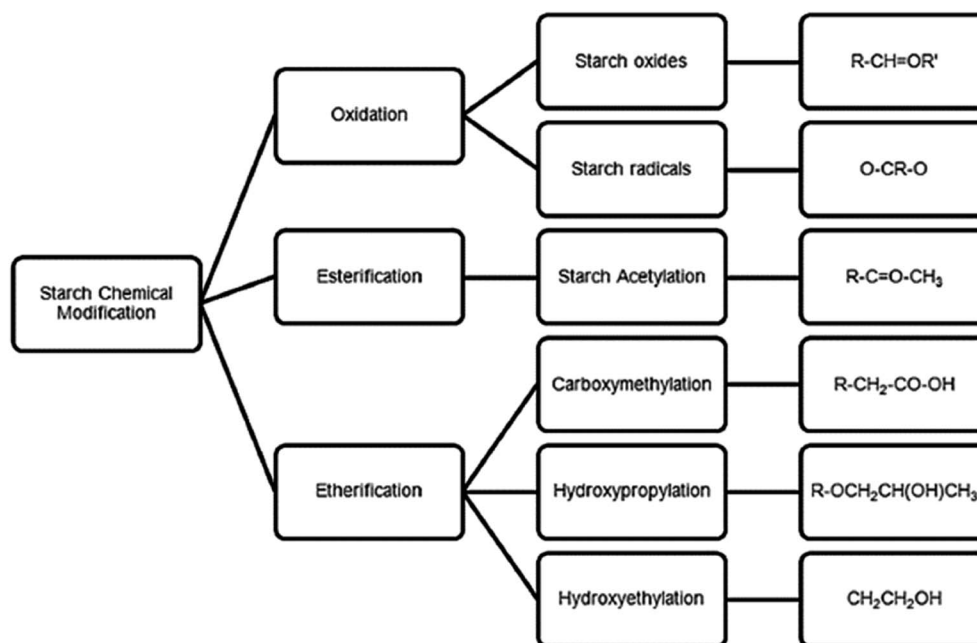 Starch Chemical
Modification
Oxidation
Starch oxides
R-CH=OR'
Starch radicals
O-CR-O
Esterification
Starch Acetylation
R-C=O-CH₃
Etherification
Carboxymethylation
R-CH₂-CO-OH
Hydroxypropylation
R-OCH₂CH(OH)CH₃
Hydroxyethylation
CH₂CH₂OH